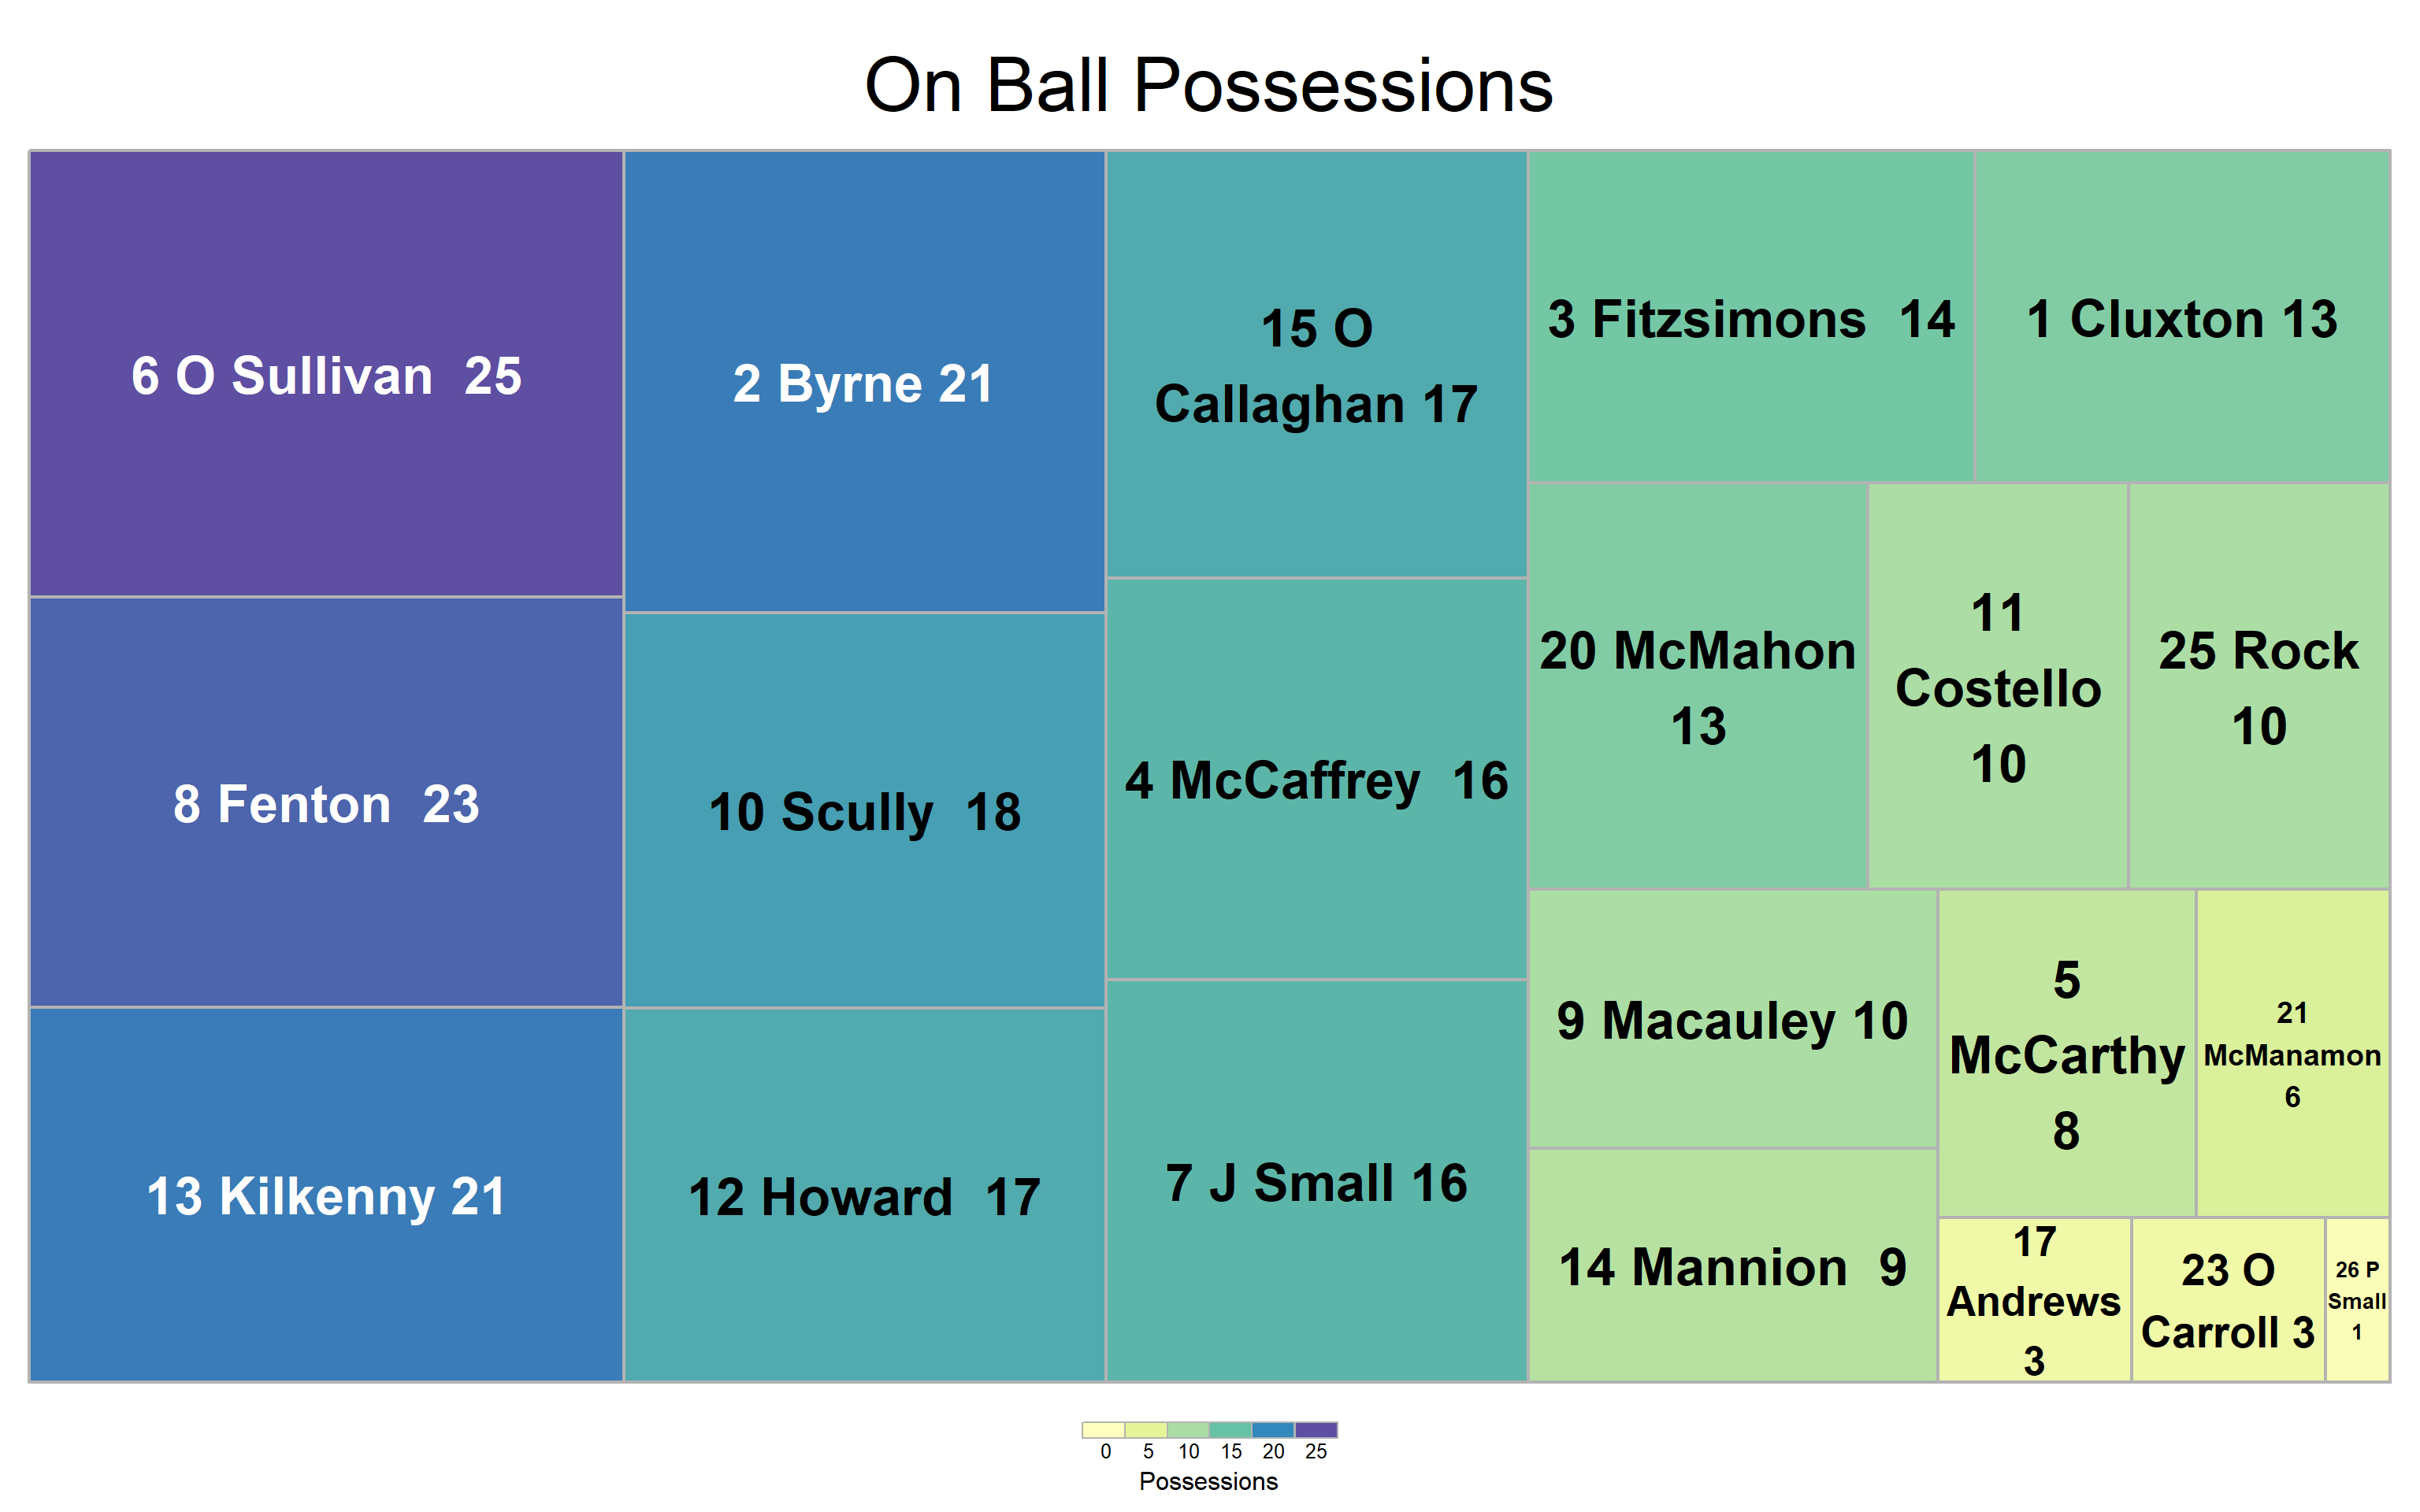 On Ball Possessions
6 O Sullivan  25
8 Fenton  23
13 Kilkenny 21
2 Byrne 21
10 Scully  18
12 Howard  17
15 O
Callaghan 17
4 McCaffrey  16
7 J Small 16
3 Fitzsimons  14
1 Cluxton 13
20 McMahon
13
11
Costello
10
25 Rock
10
9 Macauley 10
14 Mannion  9
5
McCarthy
8
21
McManamon
6
17
Andrews
3
23 O
Carroll 3
26 P
Small
1
0 5 10 15 20 25
Possessions